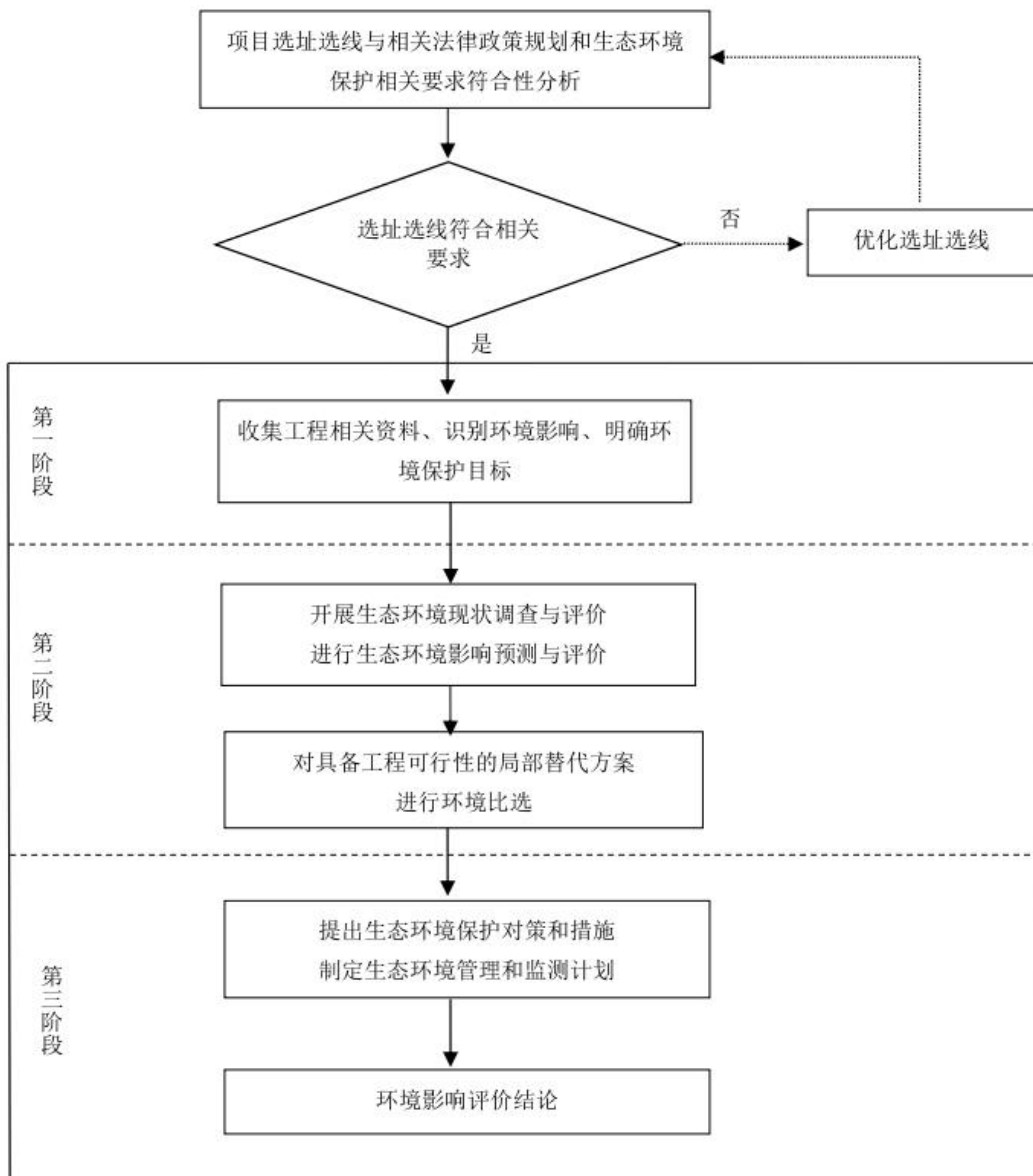 项目选址选线与相关法律政策规划和生态环境
保护相关要求符合性分析
选址选线符合相关
要求
否
优化选址选线
是
第一阶段
收集工程相关资料、识别环境影响、明确环
境保护目标
第二阶段
开展生态环境现状调查与评价
进行生态环境影响预测与评价
对具备工程可行性的局部替代方案
进行环境比选
第三阶段
提出生态环境保护对策和措施
制定生态环境管理和监测计划
环境影响评价结论